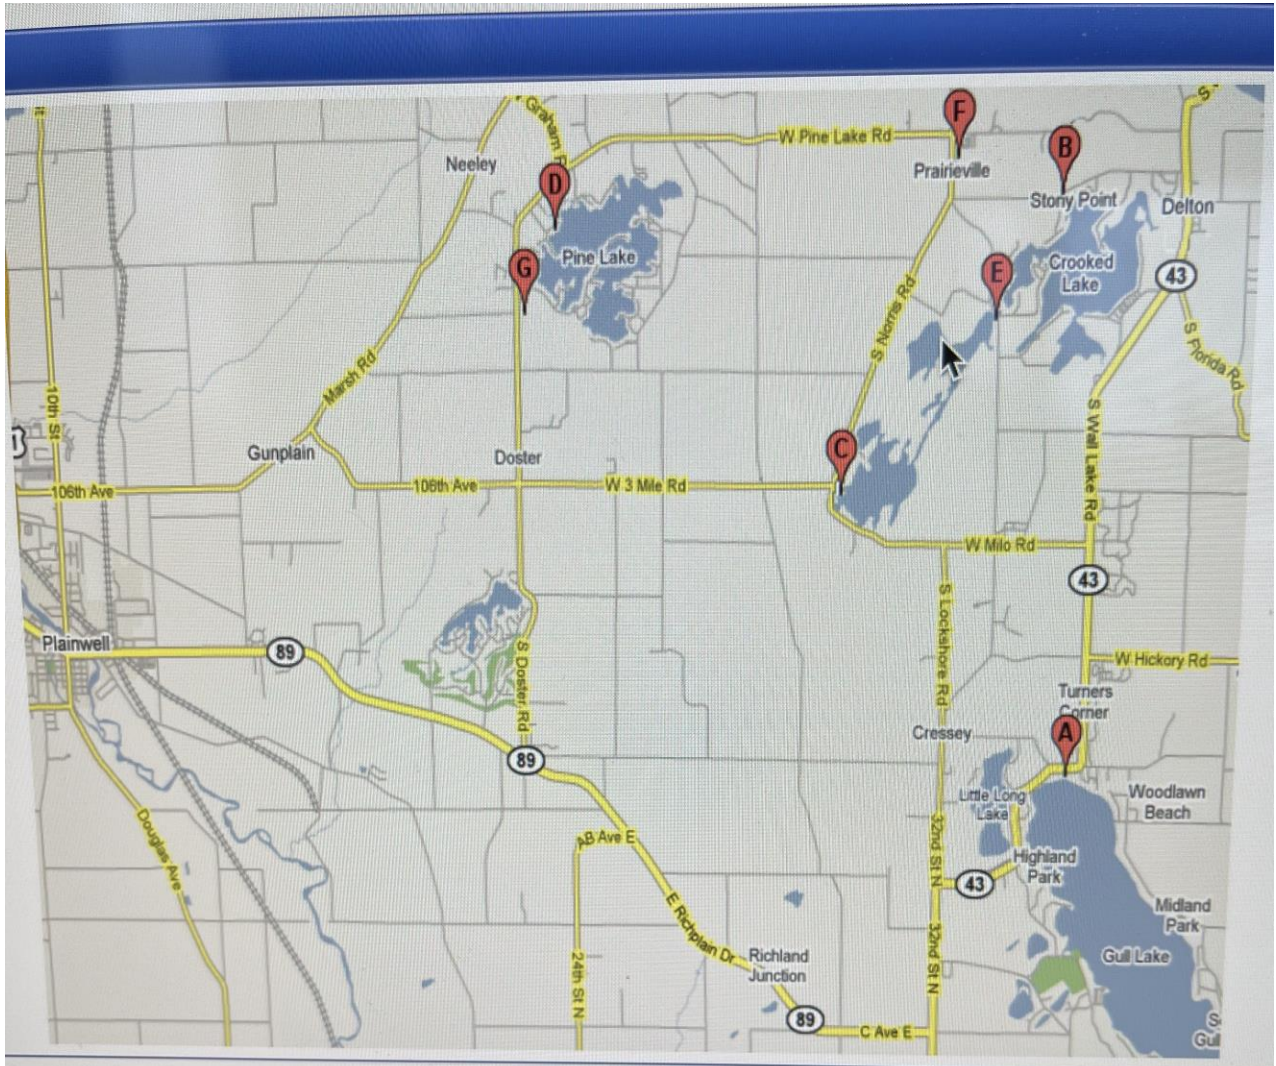 S
Graham R
F
W Pine Lake Rd
B
Neeley
Prairieville
D
Stony Point
Delton
Pine Lake
G
E
Crooked
Lake
43
S Norris Rd
S Florida Rd
Marsh Rd
10th St
S Wall Lake Rd
C
Gunplain
Doster
106th Ave
106th Ave
W 3 Mile Rd
W Milo Rd
43
S Lockshore Rd
Plainwell
89
S Doster Rd
W Hickory Rd
Turners
Corner
Cressey
A
89
Little Long
Lake
Woodlawn
Beach
Douglas Ave
AB Ave E
32nd St N
Highland
Park
43
E Richplain Dr
Midland
Park
32nd St N
24th St N
Richland
Junction
Gull Lake
89
C Ave E
S
Gul